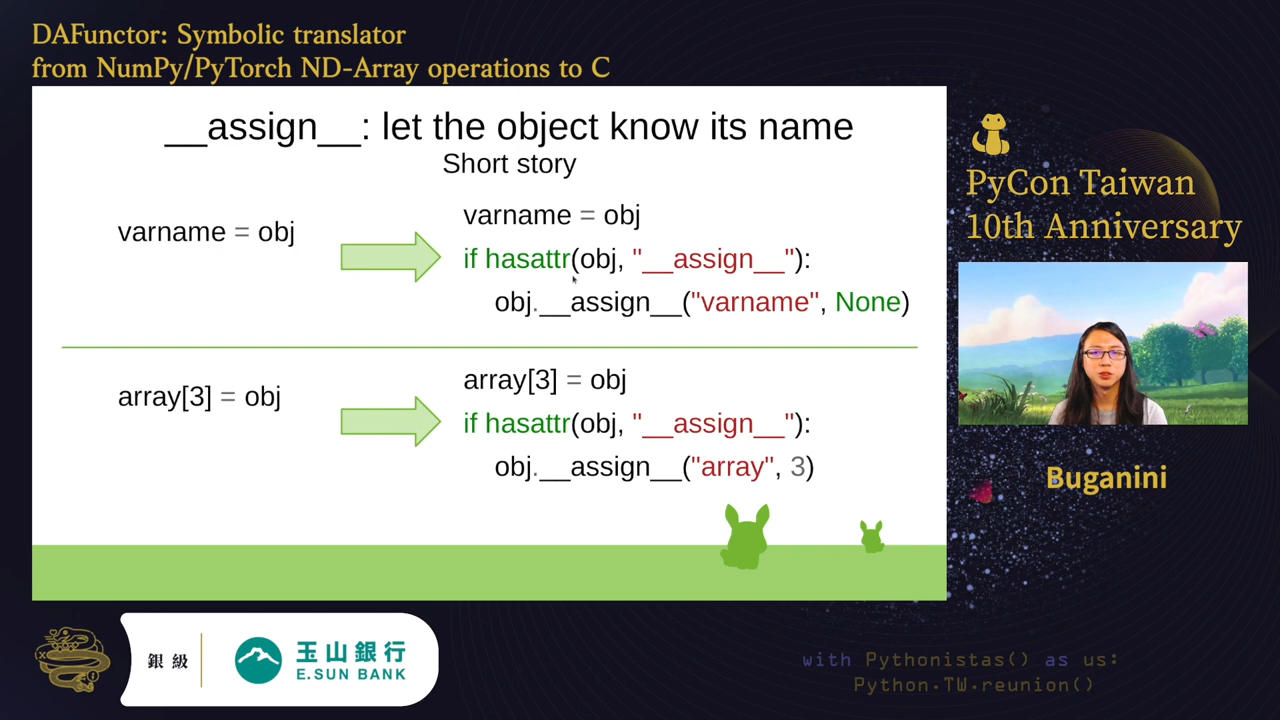 DAFunctor: Symbolic translator
from NumPy/PyTorch ND-Array operations to C
__assign__: let the object know its name
Short story
varname = obj
varname = obj
if hasattr(obj, "__assign__"):
obj.__assign__("varname", None)
array[3] = obj
array[3] = obj
if hasattr(obj, "__assign__"):
obj.__assign__("array", 3)
PyCon Taiwan
10th Anniversary
Buganini
銀級
玉山銀行
E.SUN BANK
with Pythonistas() as us:
Python.TW.reunion()